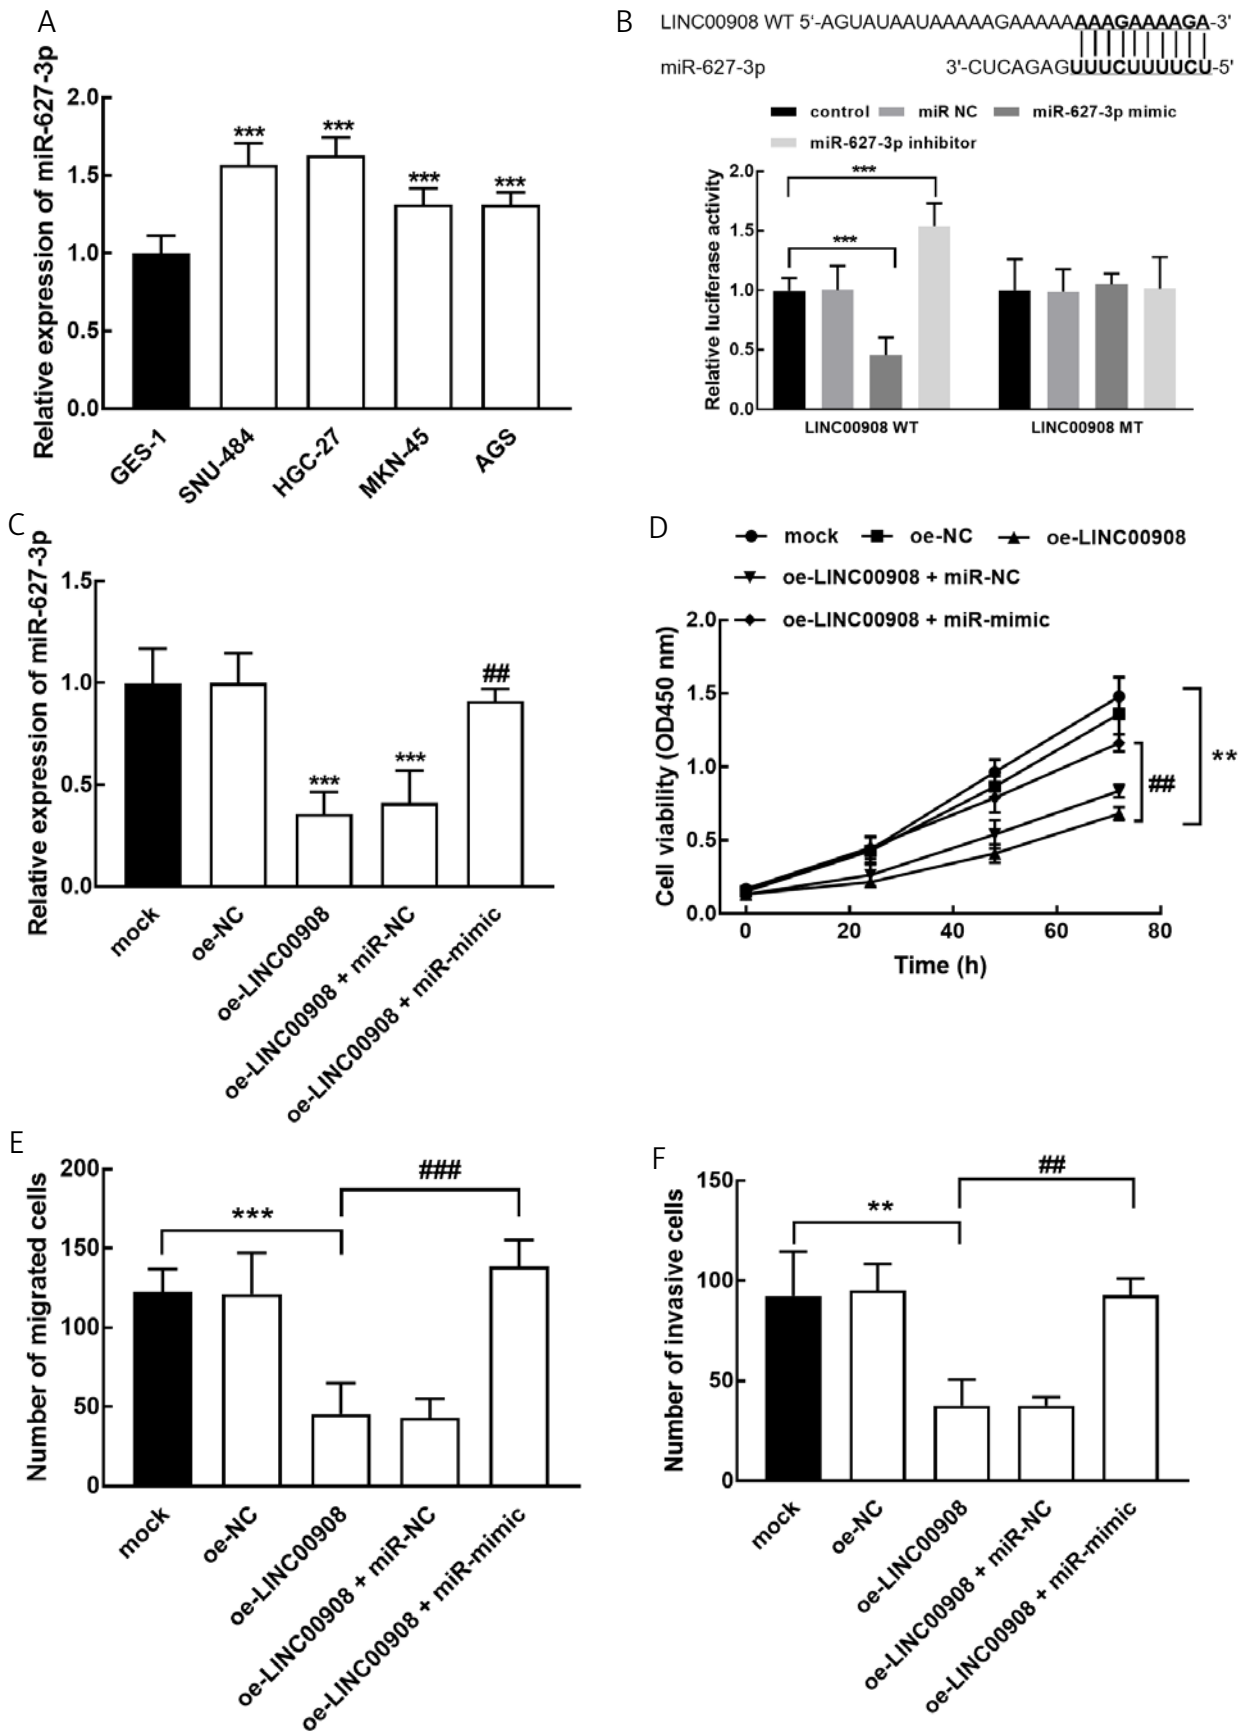 A
Relative expression of miR-627-3p
2.0
1.5
1.0
0.5
0.0
***
***
***
***
GES-1
SNU-484
HGC-27
MKN-45
AGS
B
LINC00908 WT 5'-AGUAUAAUAAAAAGAAAAAAAAGAAAAGA-3'
miR-627-3p 3'-CUCAGAGUUUCUUUUCU-5'
control miR NC miR-627-3p mimic
miR-627-3p inhibitor
Relative luciferase activity
2.0
1.5
1.0
0.5
0.0
***
***
LINC00908 WT
LINC00908 MT
C
Relative expression of miR-627-3p
1.5
1.0
0.5
0.0
***
***
##
mock
oe-NC
oe-LINC00908
oe-LINC00908 + miR-NC
oe-LINC00908 + miR-mimic
D
mock oe-NC oe-LINC00908
oe-LINC00908 + miR-NC
oe-LINC00908 + miR-mimic
Cell viability (OD450 nm)
2.0
1.5
1.0
0.5
0.0
##
**
0 20 40 60 80
Time (h)
E
Number of migrated cells
200
150
100
50
0
***
###
mock
oe-NC
oe-LINC00908
oe-LINC00908 + miR-NC
oe-LINC00908 + miR-mimic
F
Number of invasive cells
150
100
50
0
**
##
mock
oe-NC
oe-LINC00908
oe-LINC00908 + miR-NC
oe-LINC00908 + miR-mimic